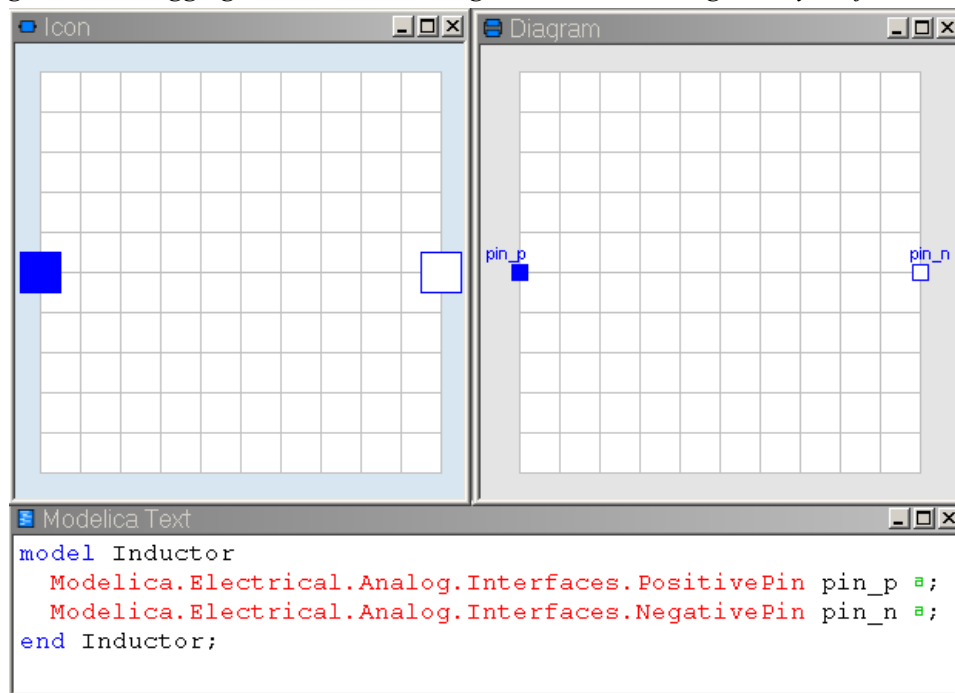 Icon
Diagram
pin_p
pin_n
Modelica Text
model Inductor
Modelica.Electrical.Analog.Interfaces.PositivePin pin_p a;
Modelica.Electrical.Analog.Interfaces.NegativePin pin_n a;
end Inductor;